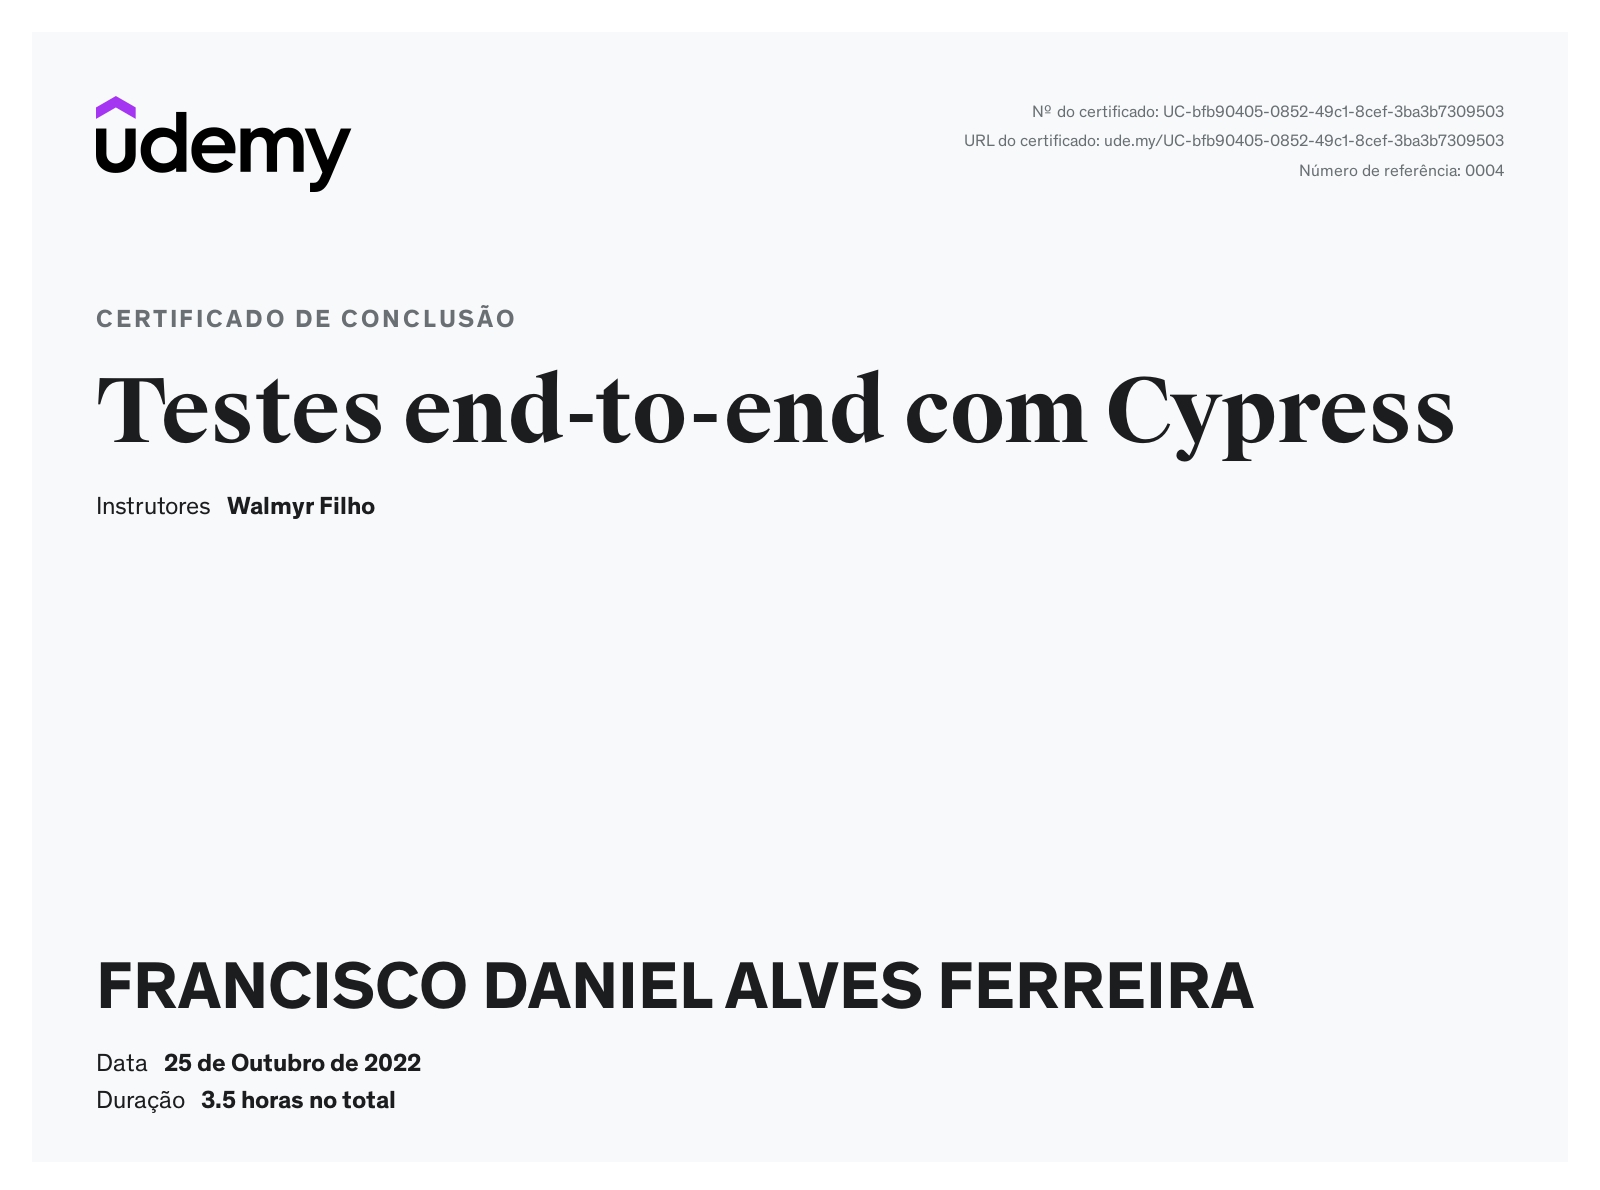 udemy
Nº do certificado: UC-bfb90405-0852-49c1-8cef-3ba3b7309503
URL do certificado: ude.my/UC-bfb90405-0852-49c1-8cef-3ba3b7309503
Número de referência: 0004
CERTIFICADO DE CONCLUSÃO
Testes end-to-end com Cypress
Instrutores Walmyr Filho
FRANCISCO DANIEL ALVES FERREIRA
Data 25 de Outubro de 2022
Duração 3.5 horas no total